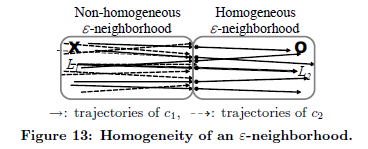 Non-homogeneous Homogeneous
ε-neighborhood ε-neighborhood
X O
L₁ L₂
→: trajectories of c₁, ⇢: trajectories of c₂
Figure 13: Homogeneity of an ε-neighborhood.